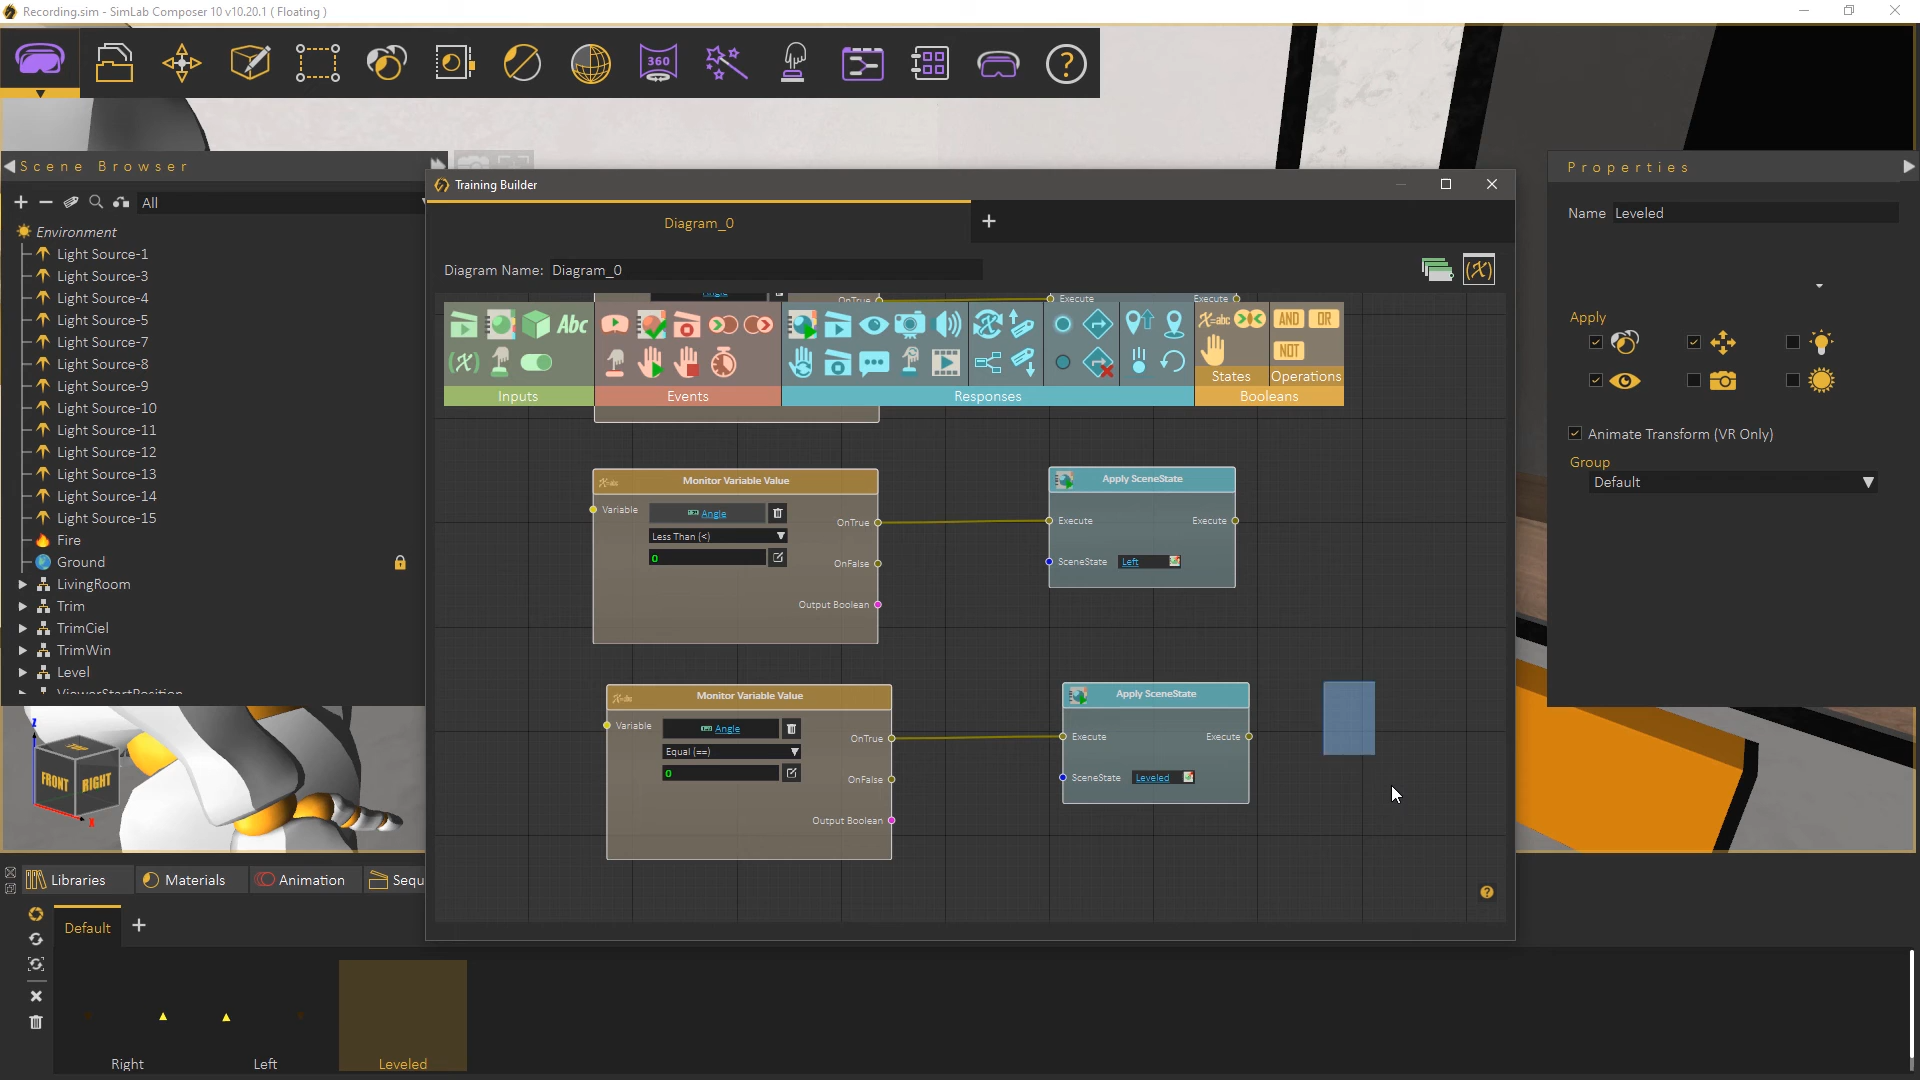 Recording.sim - SimLab Composer 10 v10.20.1 ( Floating )
360
Scene Browser
All
Environment
Light Source-1
Light Source-3
Light Source-4
Light Source-5
Light Source-7
Light Source-8
Light Source-9
Light Source-10
Light Source-11
Light Source-12
Light Source-13
Light Source-14
Light Source-15
Fire
Ground
LivingRoom
Trim
TrimCiel
TrimWin
Level
ViewerStartPosition
Training Builder
Diagram_0
Diagram Name: Diagram_0
(X)
Angle
OnTrue
Execute Execute
Abc
(X)
X=abc
AND OR
NOT
States Operations
Inputs Events Responses Booleans
Monitor Variable Value
Variable Angle
Less Than (<)
0
OnTrue
OnFalse
Output Boolean
Apply SceneState
Execute Execute
SceneState Left
Monitor Variable Value
Variable Angle
Equal (==)
0
OnTrue
OnFalse
Output Boolean
Apply SceneState
Execute Execute
SceneState Leveled
Properties
Name Leveled
Apply
Animate Transform (VR Only)
Group
Default
FRONT RIGHT
Z
X
Libraries Materials Animation Sequ
Default
Right Left Leveled